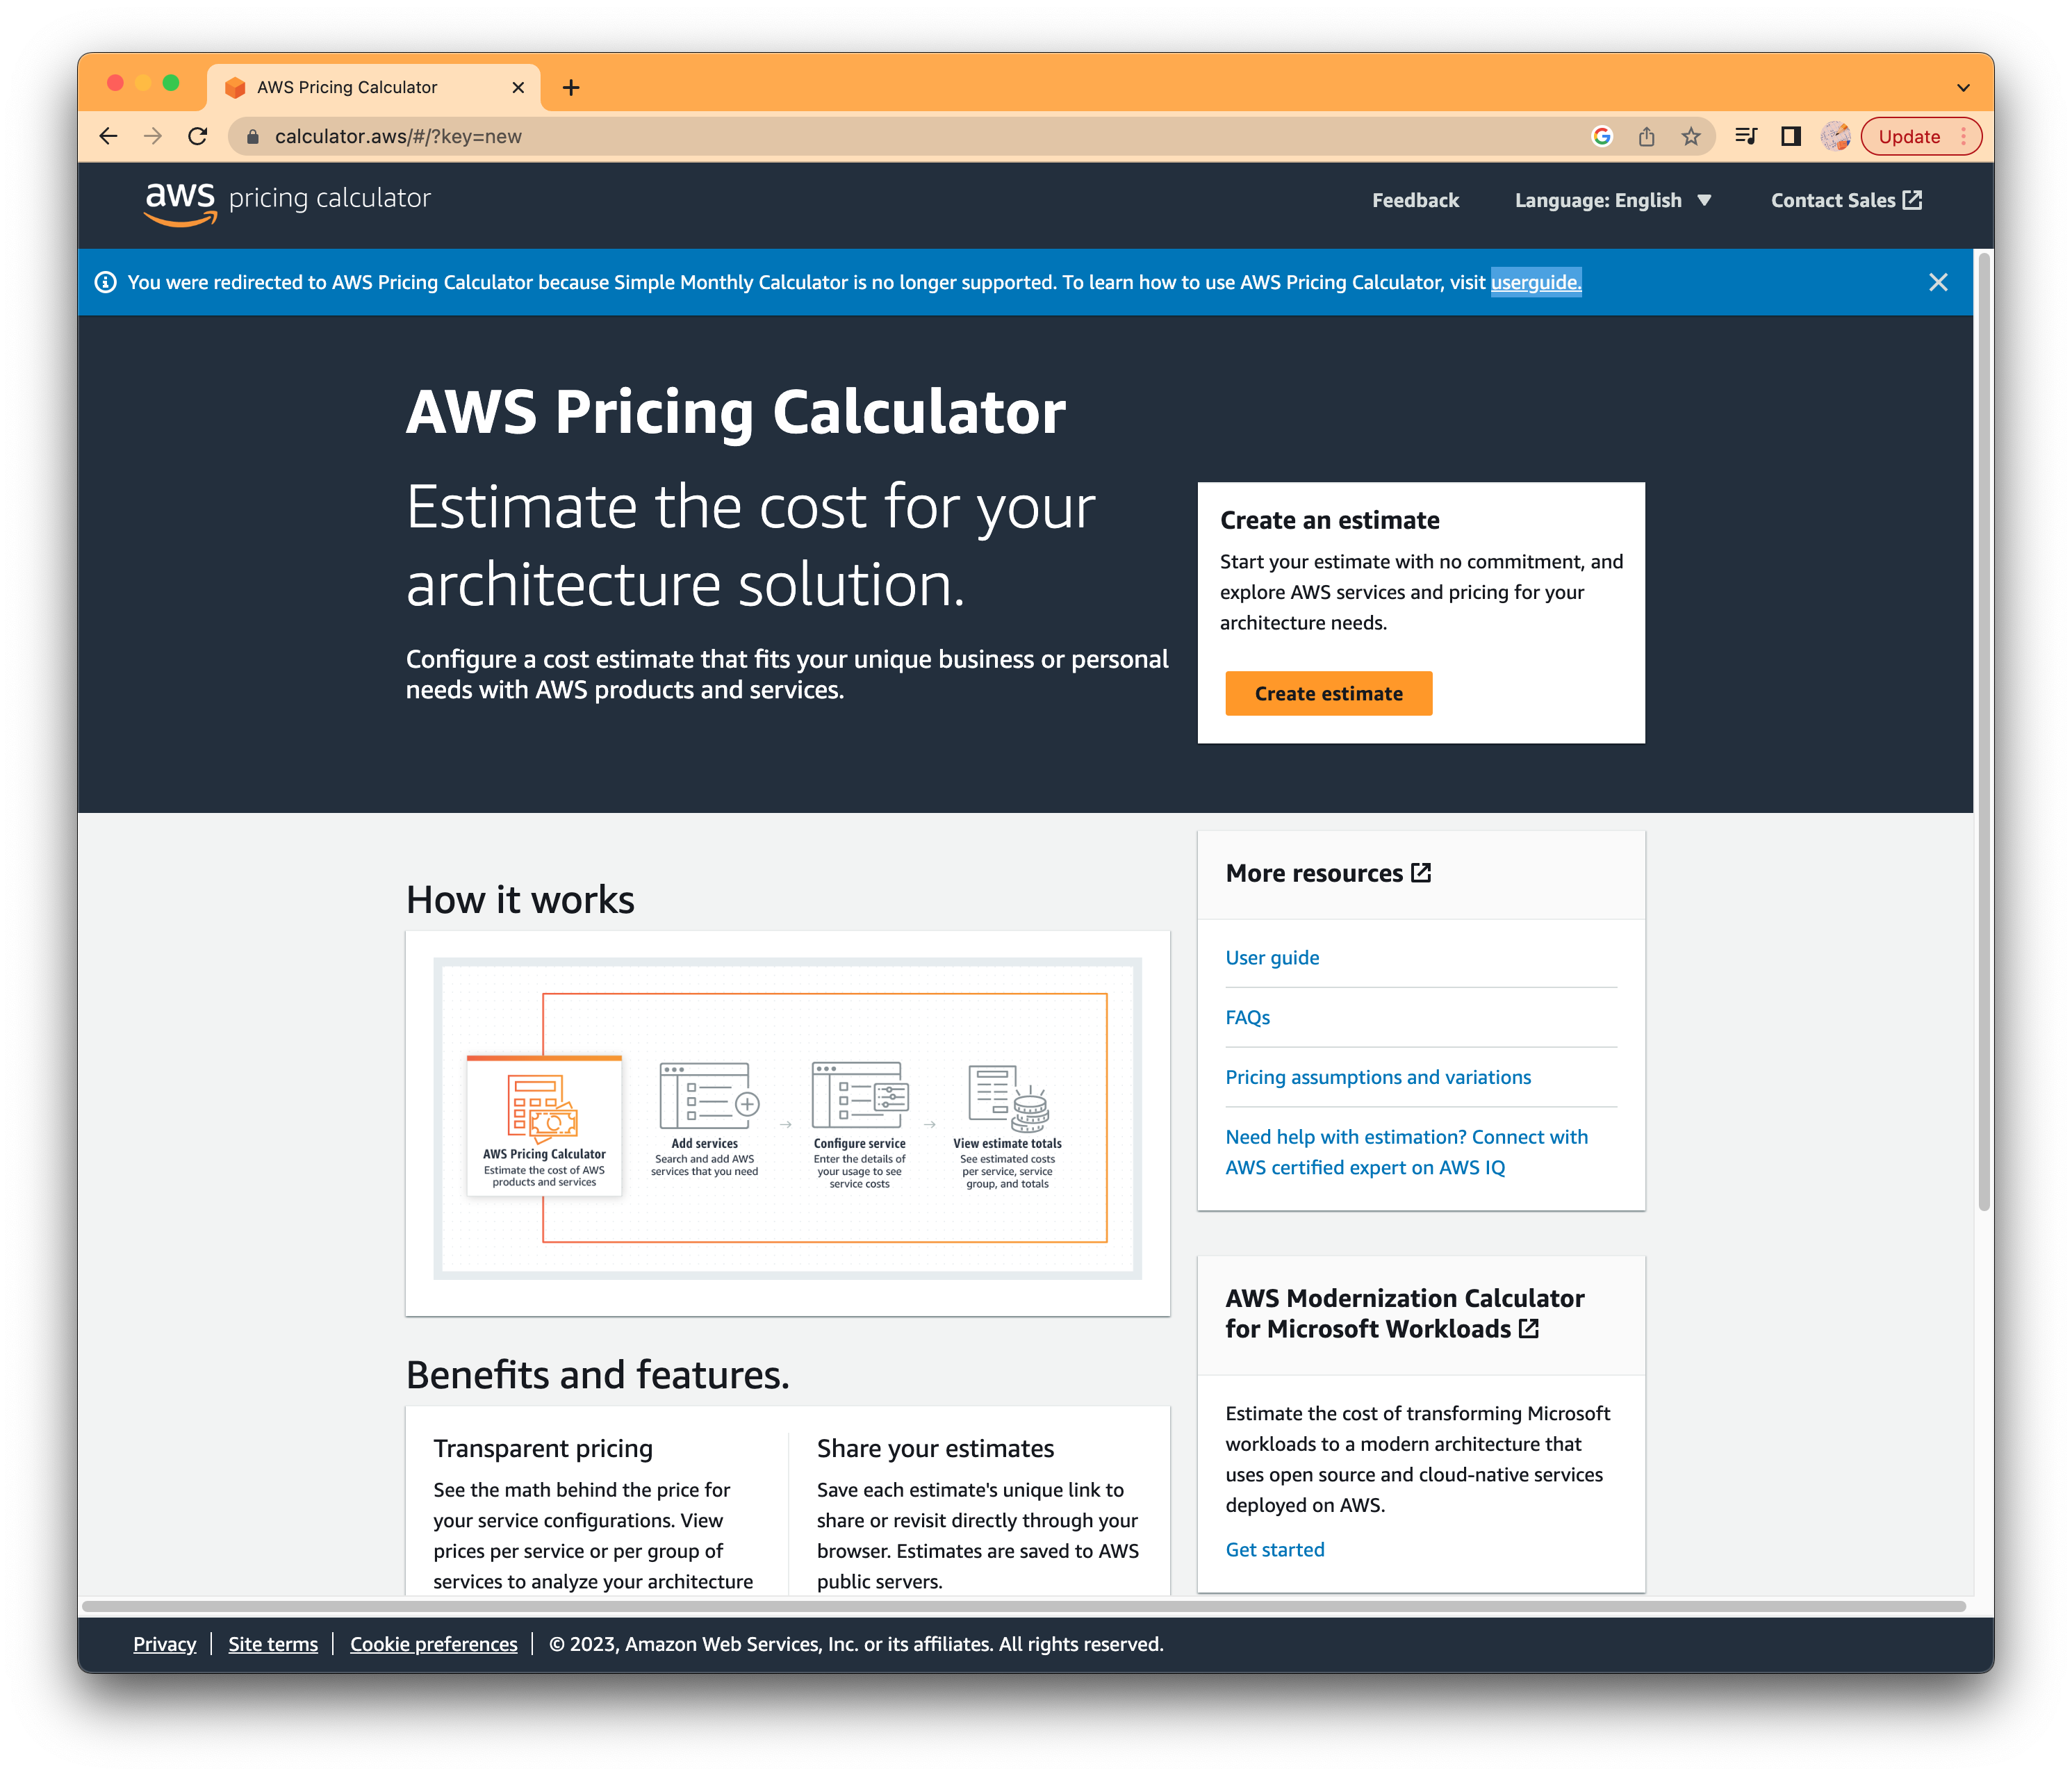 AWS Pricing Calculator
calculator.aws/#/?key=new
Update
aws pricing calculator
Feedback
Language: English
Contact Sales
You were redirected to AWS Pricing Calculator because Simple Monthly Calculator is no longer supported. To learn how to use AWS Pricing Calculator, visit userguide.
AWS Pricing Calculator
Estimate the cost for your
architecture solution.
Configure a cost estimate that fits your unique business or personal
needs with AWS products and services.
Create an estimate
Start your estimate with no commitment, and
explore AWS services and pricing for your
architecture needs.
Create estimate
How it works
AWS Pricing Calculator
Estimate the cost of AWS
products and services
Add services
Search and add AWS
services that you need
Configure service
Enter the details of
your usage to see
service costs
View estimate totals
See estimated costs
per service, service
group, and totals
Benefits and features.
Transparent pricing
See the math behind the price for
your service configurations. View
prices per service or per group of
services to analyze your architecture
Share your estimates
Save each estimate's unique link to
share or revisit directly through your
browser. Estimates are saved to AWS
public servers.
More resources
User guide
FAQs
Pricing assumptions and variations
Need help with estimation? Connect with
AWS certified expert on AWS IQ
AWS Modernization Calculator
for Microsoft Workloads
Estimate the cost of transforming Microsoft
workloads to a modern architecture that
uses open source and cloud-native services
deployed on AWS.
Get started
Privacy
Site terms
Cookie preferences
© 2023, Amazon Web Services, Inc. or its affiliates. All rights reserved.